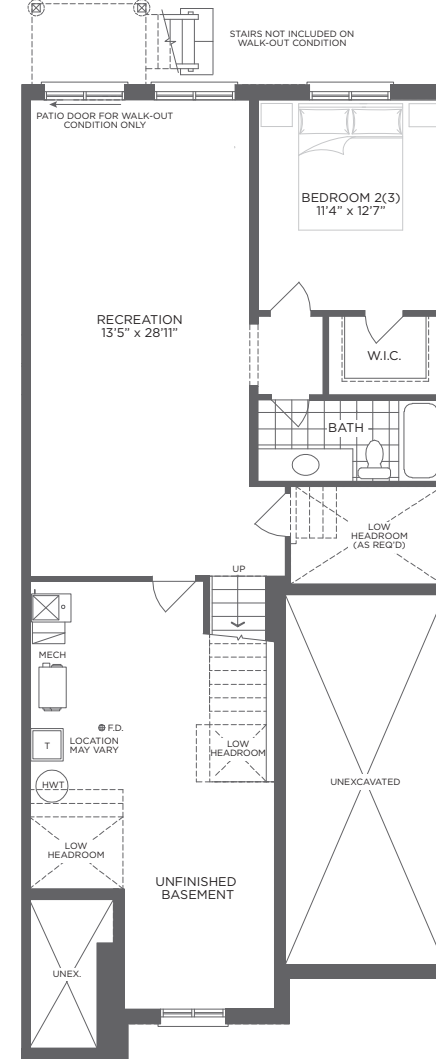 STAIRS NOT INCLUDED ON
WALK-OUT CONDITION
PATIO DOOR FOR WALK-OUT
CONDITION ONLY
BEDROOM 2(3)
11'4" x 12'7"
RECREATION
13'5" x 28'11"
W.I.C.
BATH
LOW
HEADROOM
(AS REQ'D)
UP
MECH
F.D.
LOCATION
MAY VARY
T
LOW
HEADROOM
HWT
UNEXCAVATED
LOW
HEADROOM
UNFINISHED
BASEMENT
UNEX.